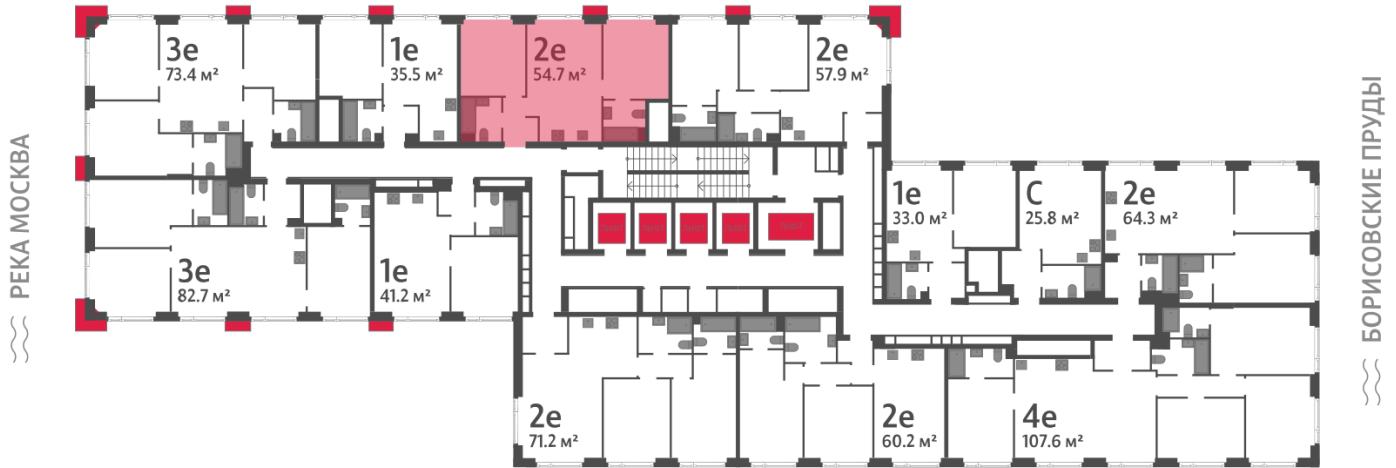 РЕКА МОСКВА
3е
73.4 м²
1е
35.5 м²
2е
54.7 м²
2е
57.9 м²
1е
33.0 м²
С
25.8 м²
2е
64.3 м²
3е
82.7 м²
1е
41.2 м²
2е
71.2 м²
2е
60.2 м²
4е
107.6 м²
БОРИСОВСКИЕ ПРУДЫ